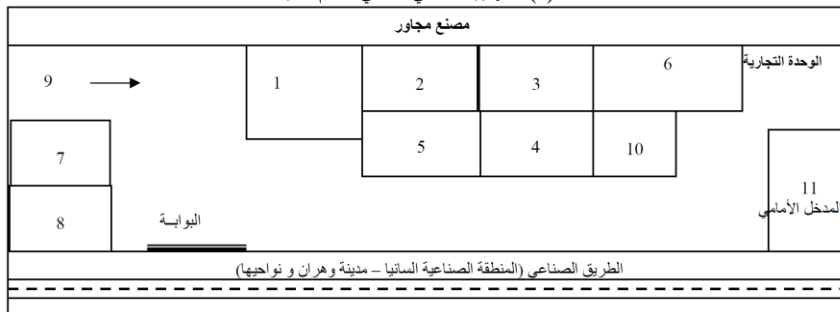 مصنع مجاور
6 الوحدة التجارية
9 1 2 3
7 5 4 10
11
8 البوابــة المدخل الأمامي
الطريق الصناعي (المنطقة الصناعية السانيا – مدينة وهران و نواحيها)